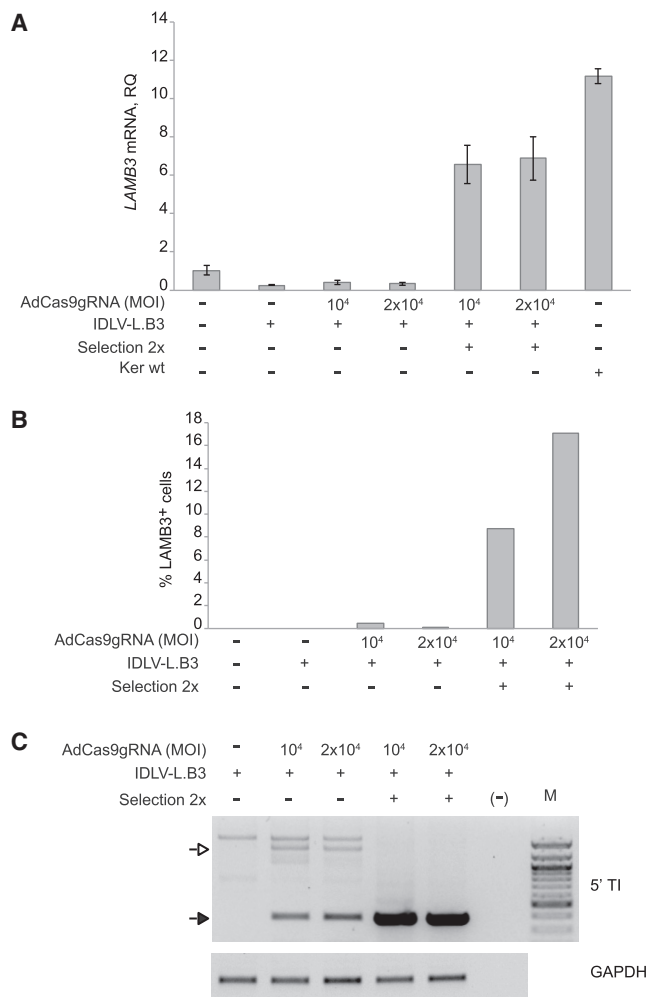 A
LAMB3 mRNA, RQ
14
12
10
8
6
4
2
0
AdCas9gRNA (MOI) - - 10⁴ 2x10⁴ 10⁴ 2x10⁴ -
IDLV-L.B3 - + + + + + -
Selection 2x - - - - + + -
Ker wt - - - - - - +
B
% LAMB3⁺ cells
18
16
14
12
10
8
6
4
2
0
AdCas9gRNA (MOI) - - 10⁴ 2x10⁴ 10⁴ 2x10⁴
IDLV-L.B3 - + + + + +
Selection 2x - - - - + +
C
AdCas9gRNA (MOI) - 10⁴ 2x10⁴ 10⁴ 2x10⁴
IDLV-L.B3 + + + + +
Selection 2x - - - + + (-) M
5' TI
GAPDH